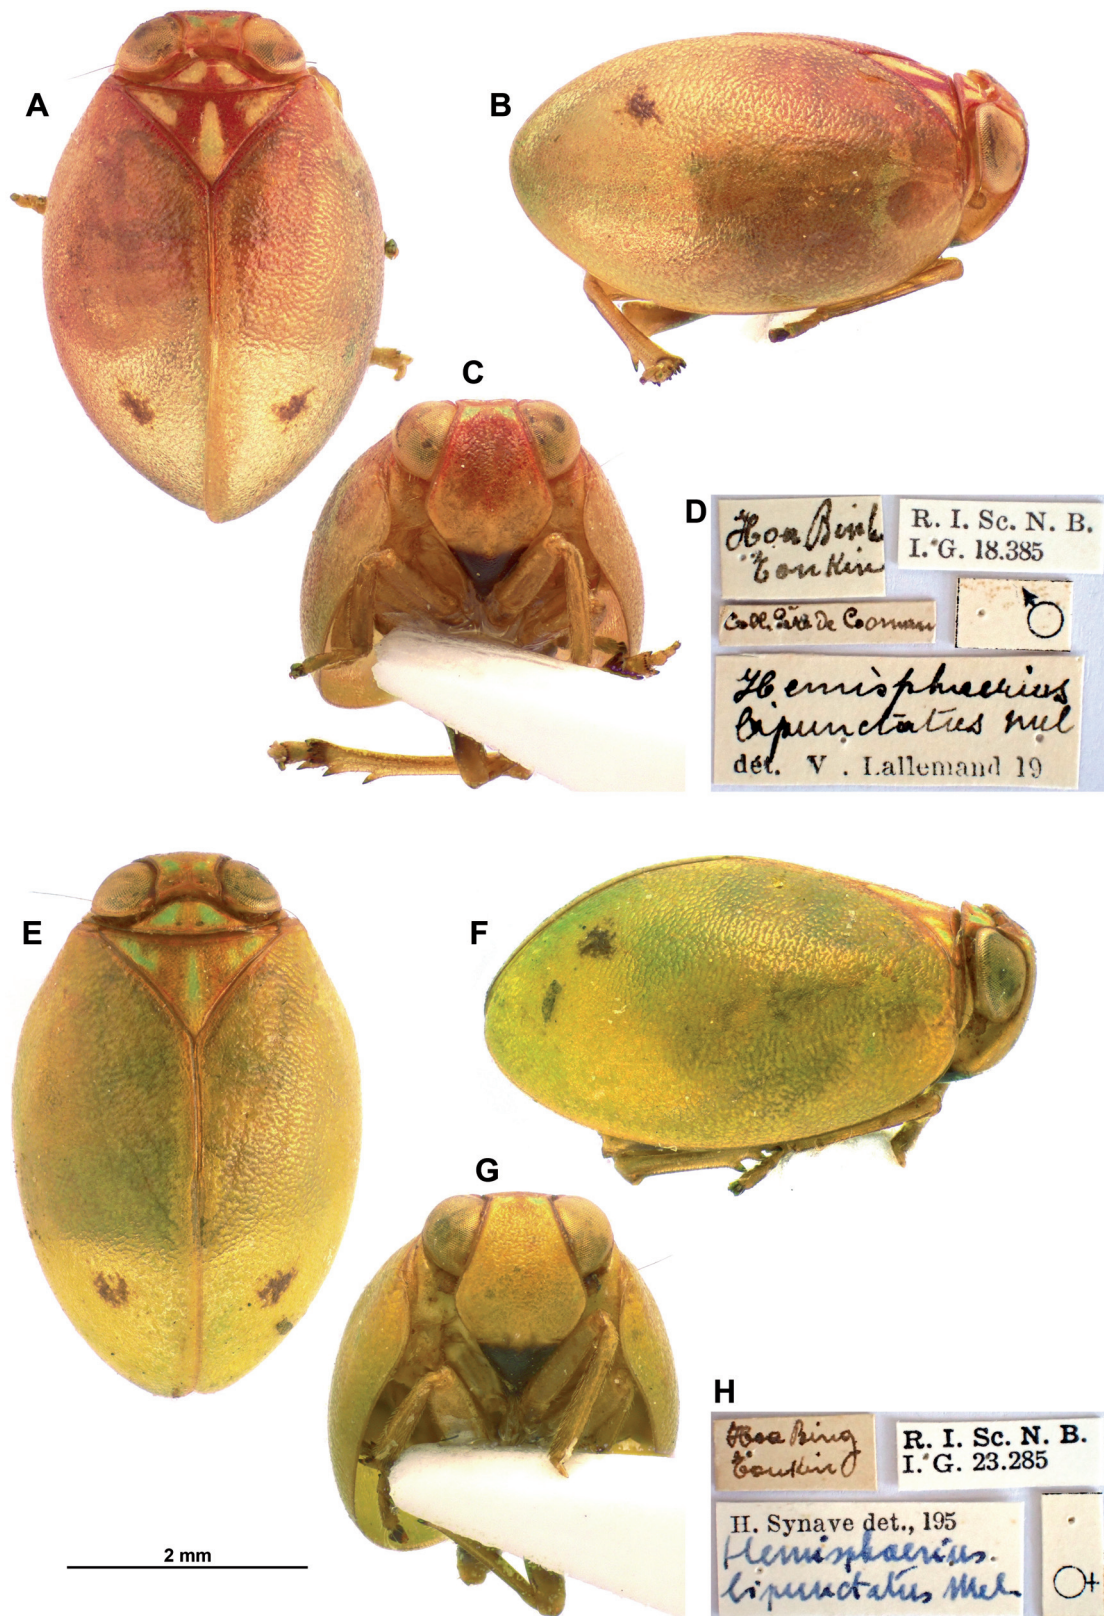 A
B
C
D
Hoa Binh
Tonkin
R. I. Sc. N. B.
I. G. 18.385
Coll. de Cooman
Hemisphaerius
bipunctatus
dét. V. Lallemand 19
E
F
G
H
Hoa Bing
Tonkin
R. I. Sc. N. B.
I. G. 23.285
H. Synave det., 195
Hemisphaerius
bipunctatus Mel.
2 mm